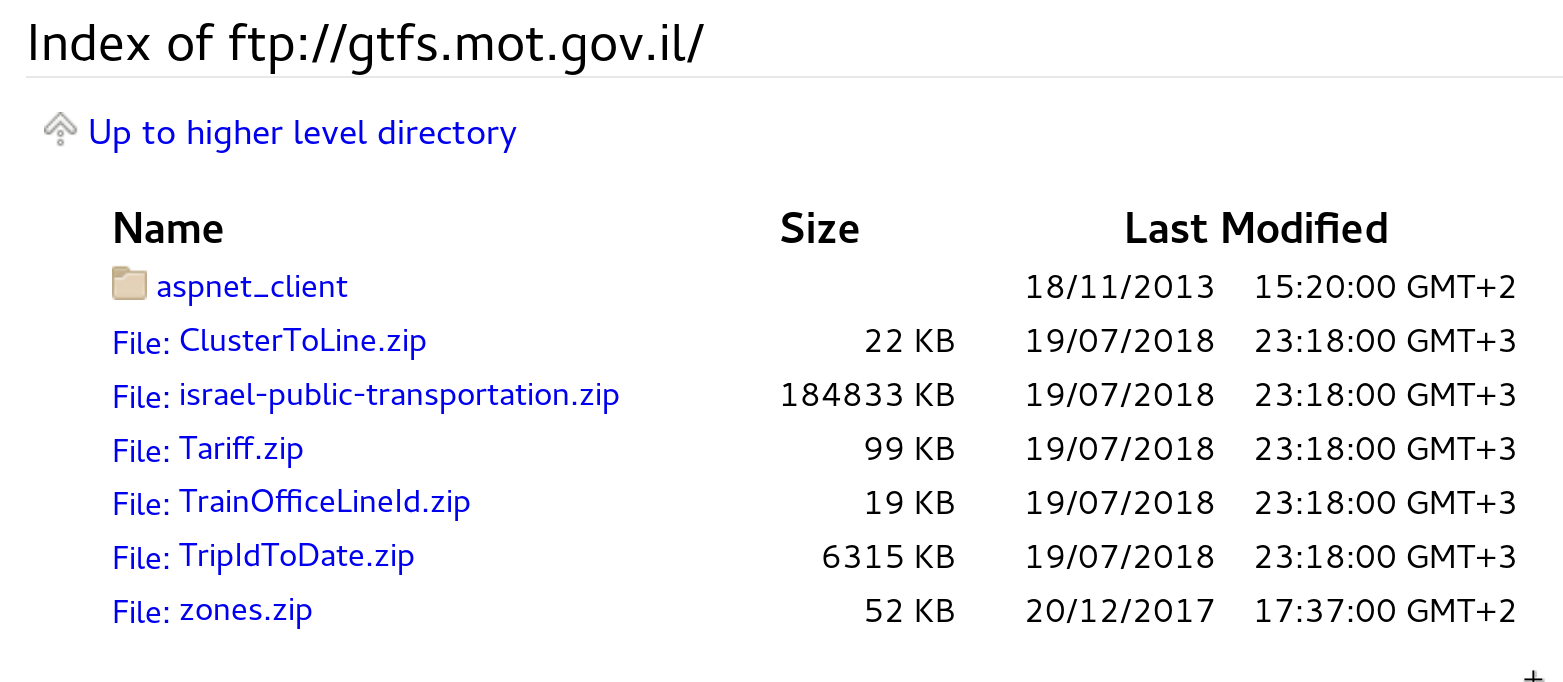 Index of ftp://gtfs.mot.gov.il/
Up to higher level directory
Name Size Last Modified
aspnet_client 18/11/2013 15:20:00 GMT+2
File: ClusterToLine.zip 22 KB 19/07/2018 23:18:00 GMT+3
File: israel-public-transportation.zip 184833 KB 19/07/2018 23:18:00 GMT+3
File: Tariff.zip 99 KB 19/07/2018 23:18:00 GMT+3
File: TrainOfficeLineId.zip 19 KB 19/07/2018 23:18:00 GMT+3
File: TripIdToDate.zip 6315 KB 19/07/2018 23:18:00 GMT+3
File: zones.zip 52 KB 20/12/2017 17:37:00 GMT+2